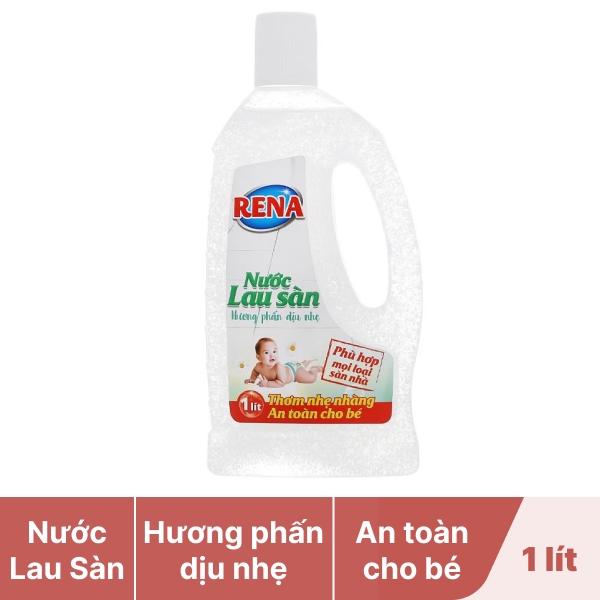 RENA
Nước
Lau sàn
Hương phấn dịu nhẹ
Phù hợp
mọi loại
sàn nhà
1 lít
Thơm nhẹ nhàng
An toàn cho bé
Nước
Lau Sàn
Hương phấn
dịu nhẹ
An toàn
cho bé
1 lít